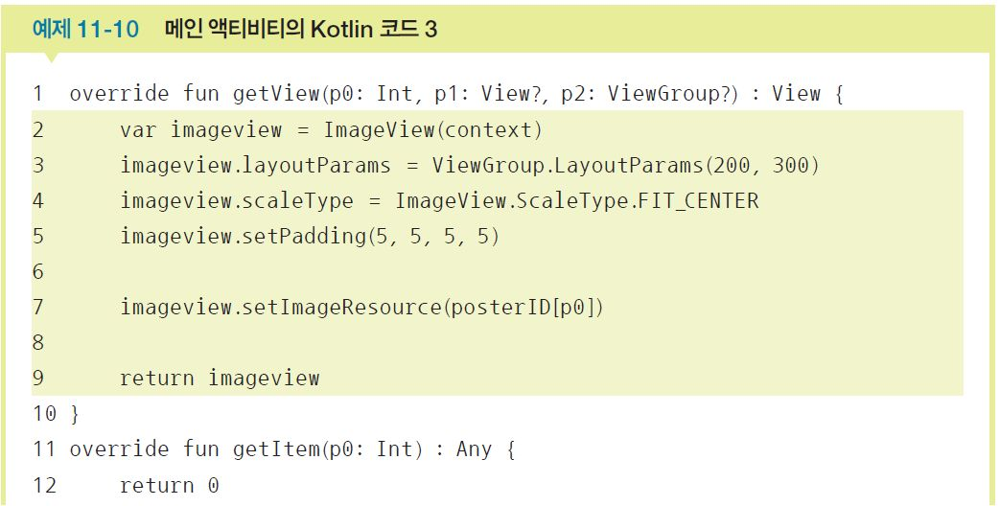 예제 11-10 메인 액티비티의 Kotlin 코드 3
1 override fun getView(p0: Int, p1: View?, p2: ViewGroup?) : View {
2 var imageview = ImageView(context)
3 imageview.layoutParams = ViewGroup.LayoutParams(200, 300)
4 imageview.scaleType = ImageView.ScaleType.FIT_CENTER
5 imageview.setPadding(5, 5, 5, 5)
6
7 imageview.setImageResource(posterID[p0])
8
9 return imageview
10 }
11 override fun getItem(p0: Int) : Any {
12 return 0